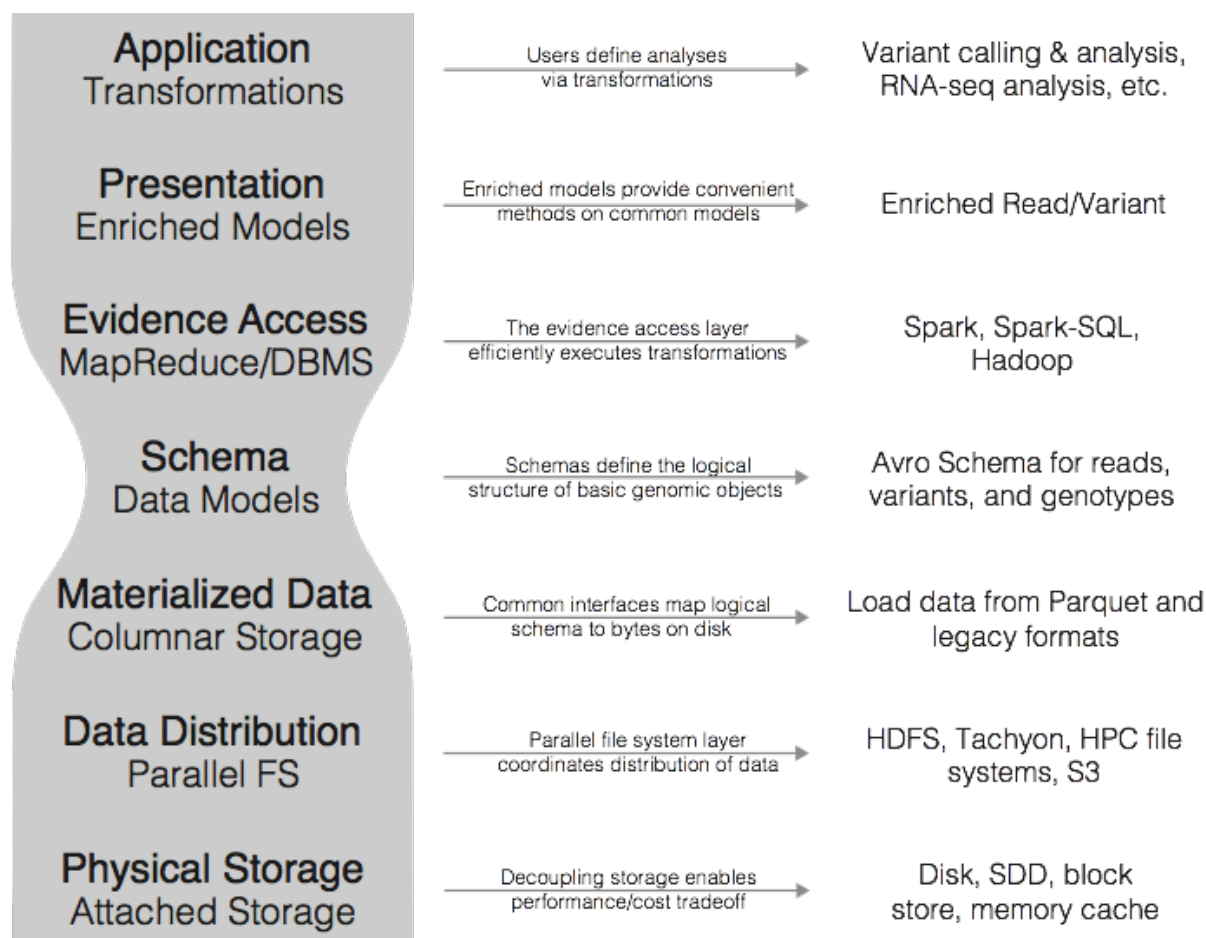 Application
Transformations
Users define analyses
via transformations
Variant calling & analysis,
RNA-seq analysis, etc.
Presentation
Enriched Models
Enriched models provide convenient
methods on common models
Enriched Read/Variant
Evidence Access
MapReduce/DBMS
The evidence access layer
efficiently executes transformations
Spark, Spark-SQL,
Hadoop
Schema
Data Models
Schemas define the logical
structure of basic genomic objects
Avro Schema for reads,
variants, and genotypes
Materialized Data
Columnar Storage
Common interfaces map logical
schema to bytes on disk
Load data from Parquet and
legacy formats
Data Distribution
Parallel FS
Parallel file system layer
coordinates distribution of data
HDFS, Tachyon, HPC file
systems, S3
Physical Storage
Attached Storage
Decoupling storage enables
performance/cost tradeoff
Disk, SDD, block
store, memory cache